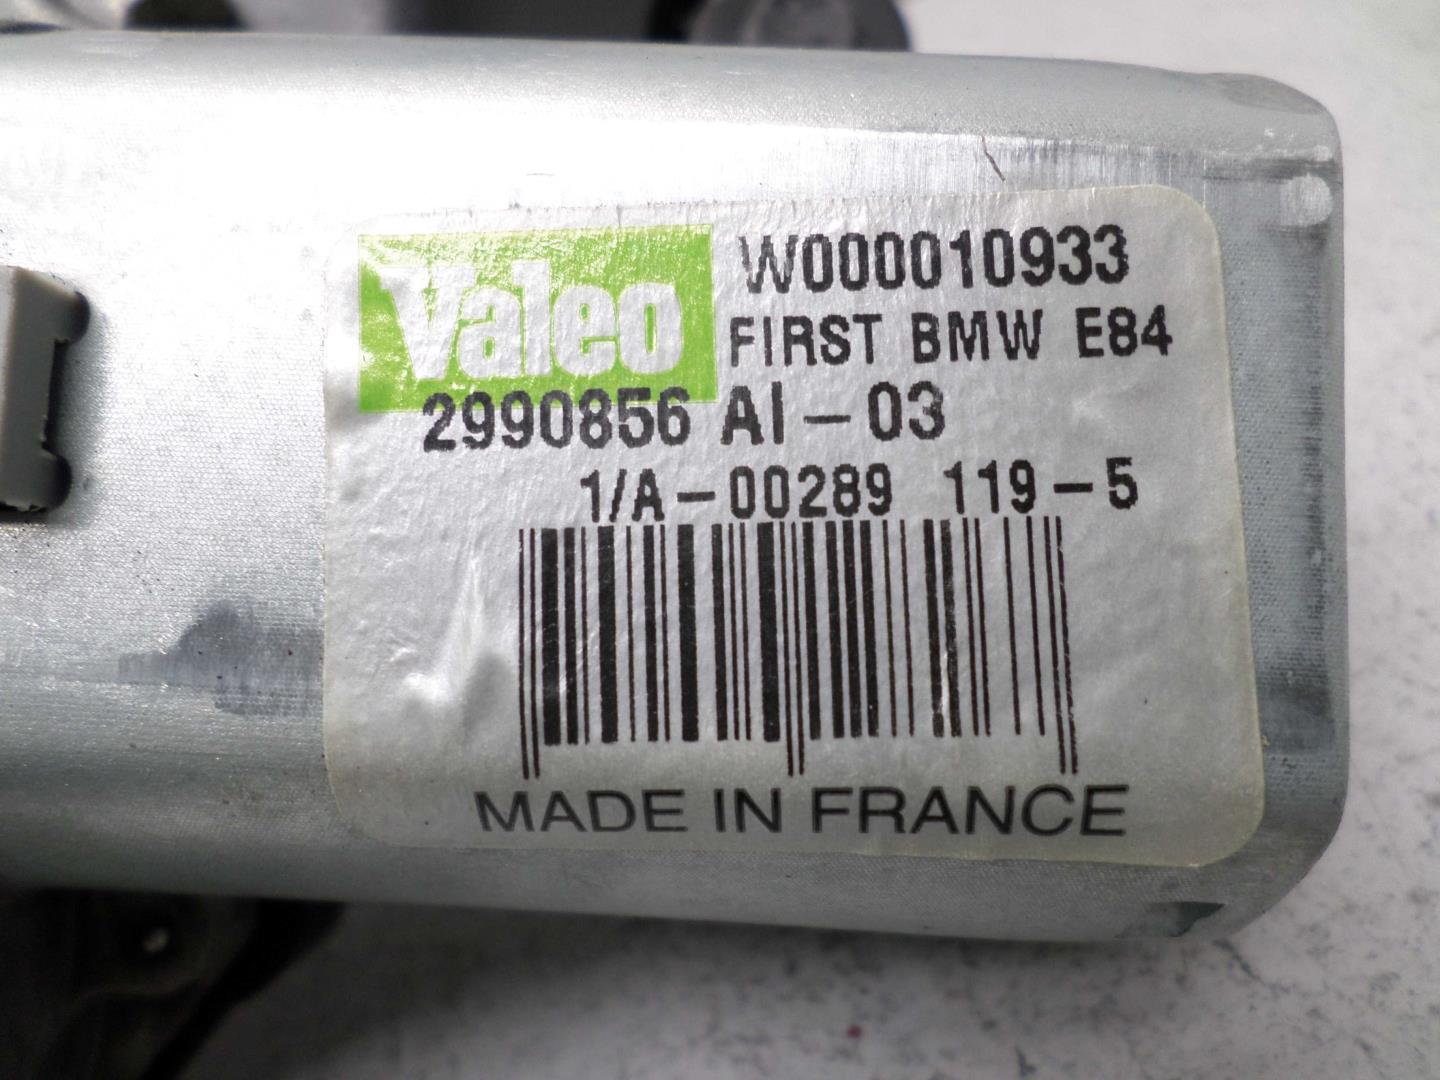 Valeo W000010933
FIRST BMW E84
2990856 AI-03
1/A-00289 119-5
MADE IN FRANCE